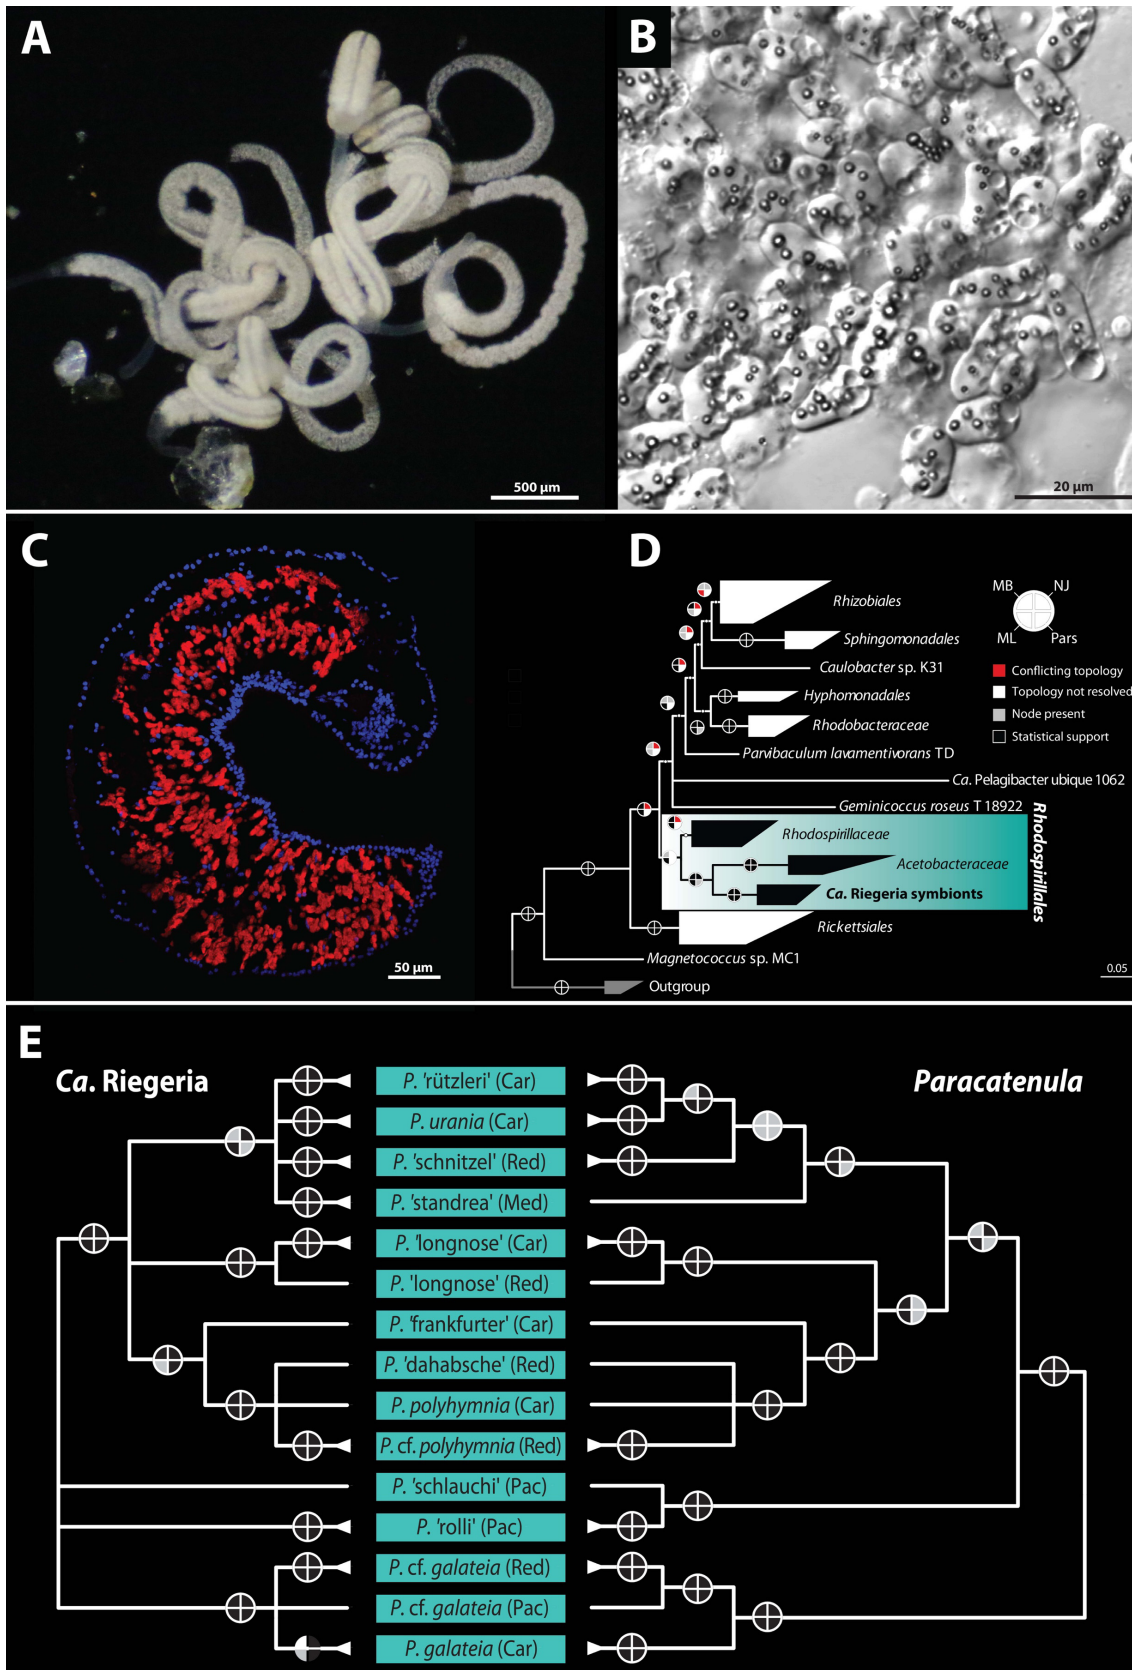 A
500 µm
B
20 µm
C
50 µm
D
MB
NJ
ML
Pars
Conflicting topology
Topology not resolved
Node present
Statistical support
Rhizobiales
Sphingomonadales
Caulobacter sp. K31
Hyphomonadales
Rhodobacteraceae
Parvibaculum lavamentivorans TD
Ca. Pelagibacter ubique 1062
Geminicoccus roseus T 18922
Rhodospirillaceae
Acetobacteraceae
Ca. Riegeria symbionts
Rhodospirillales
Rickettsiales
Magnetococcus sp. MC1
Outgroup
0.05
E
Ca. Riegeria
Paracatenula
P. 'rützleri' (Car)
P. urania (Car)
P. 'schnitzel' (Red)
P. 'standrea' (Med)
P. 'longnose' (Car)
P. 'longnose' (Red)
P. 'frankfurter' (Car)
P. 'dahabsche' (Red)
P. polyhymnia (Car)
P. cf. polyhymnia (Red)
P. 'schlauchi' (Pac)
P. 'rolli' (Pac)
P. cf. galateia (Red)
P. cf. galateia (Pac)
P. galateia (Car)